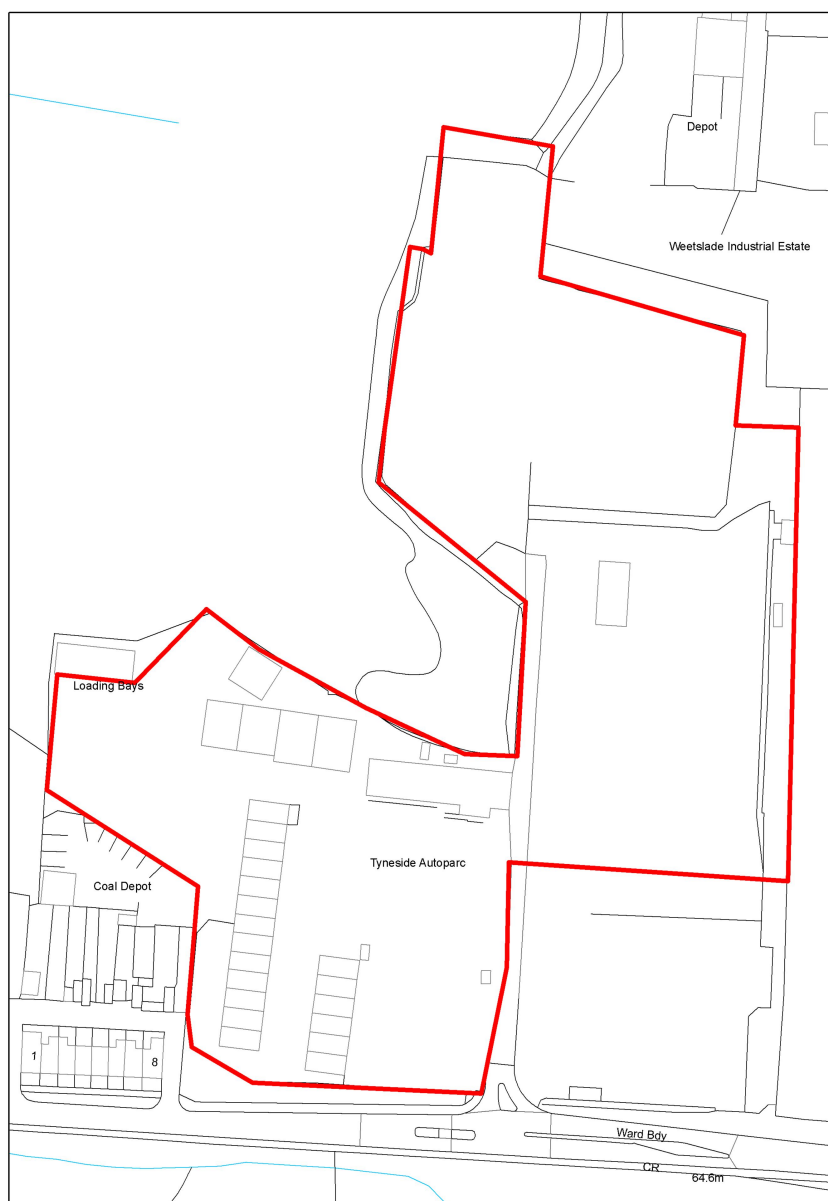 Depot
Weetslade Industrial Estate
Loading Bays
Tyneside Autoparc
Coal Depot
1
8
Ward Bdy
CR
64.6m